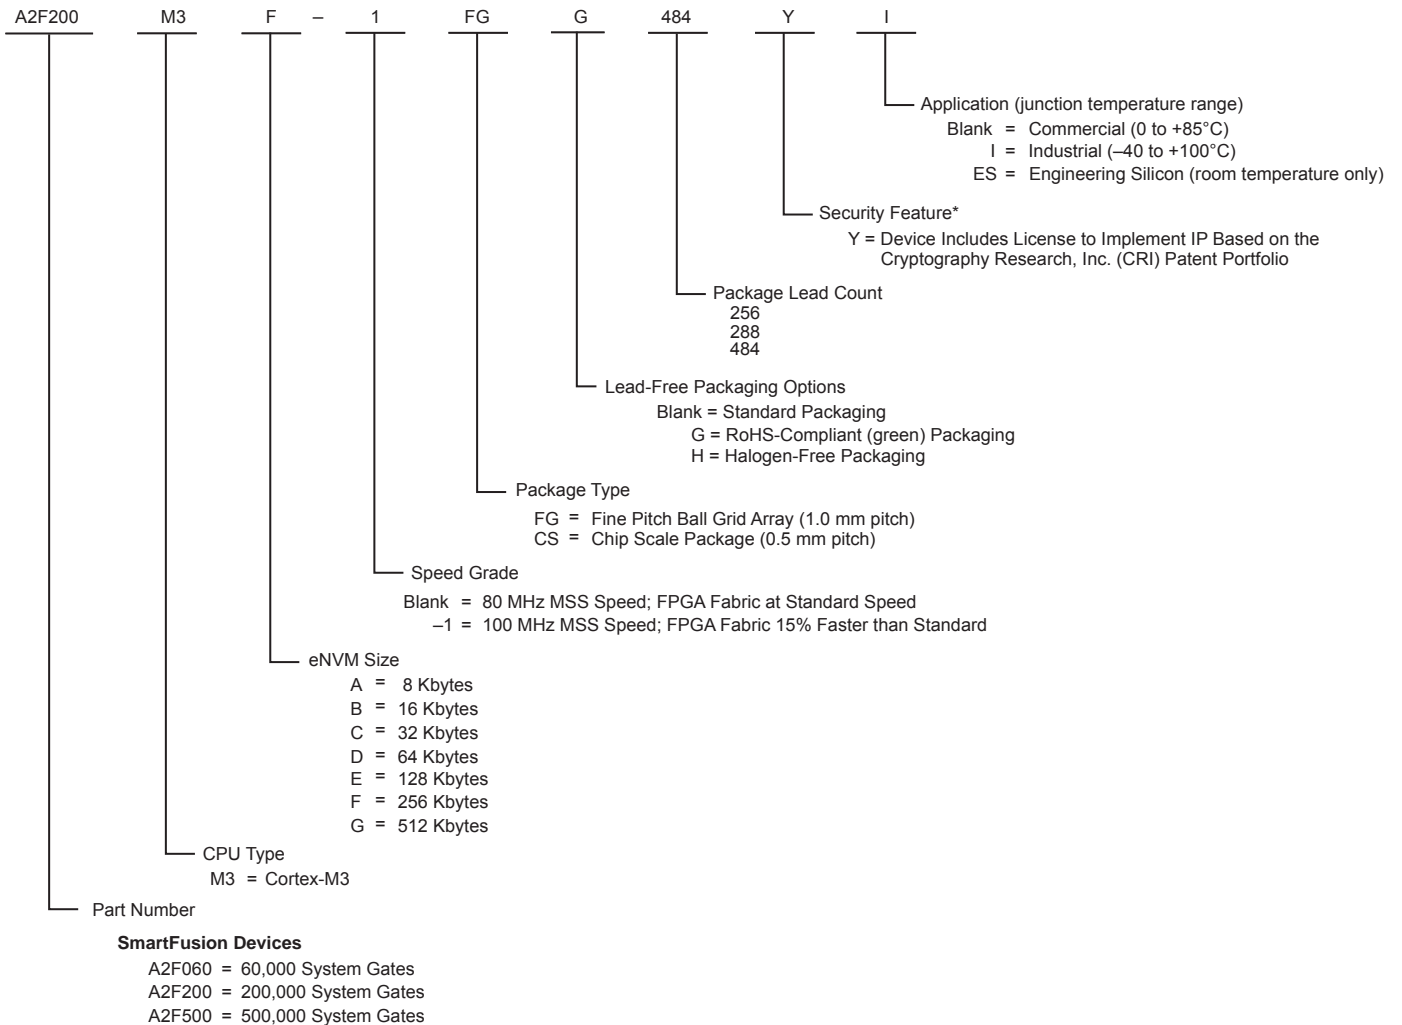 A2F200 M3 F – 1 FG G 484 Y I
Application (junction temperature range)
Blank = Commercial (0 to +85°C)
I = Industrial (–40 to +100°C)
ES = Engineering Silicon (room temperature only)
Security Feature*
Y = Device Includes License to Implement IP Based on the
Cryptography Research, Inc. (CRI) Patent Portfolio
Package Lead Count
256
288
484
Lead-Free Packaging Options
Blank = Standard Packaging
G = RoHS-Compliant (green) Packaging
H = Halogen-Free Packaging
Package Type
FG = Fine Pitch Ball Grid Array (1.0 mm pitch)
CS = Chip Scale Package (0.5 mm pitch)
Speed Grade
Blank = 80 MHz MSS Speed; FPGA Fabric at Standard Speed
–1 = 100 MHz MSS Speed; FPGA Fabric 15% Faster than Standard
eNVM Size
A = 8 Kbytes
B = 16 Kbytes
C = 32 Kbytes
D = 64 Kbytes
E = 128 Kbytes
F = 256 Kbytes
G = 512 Kbytes
CPU Type
M3 = Cortex-M3
Part Number
SmartFusion Devices
A2F060 = 60,000 System Gates
A2F200 = 200,000 System Gates
A2F500 = 500,000 System Gates